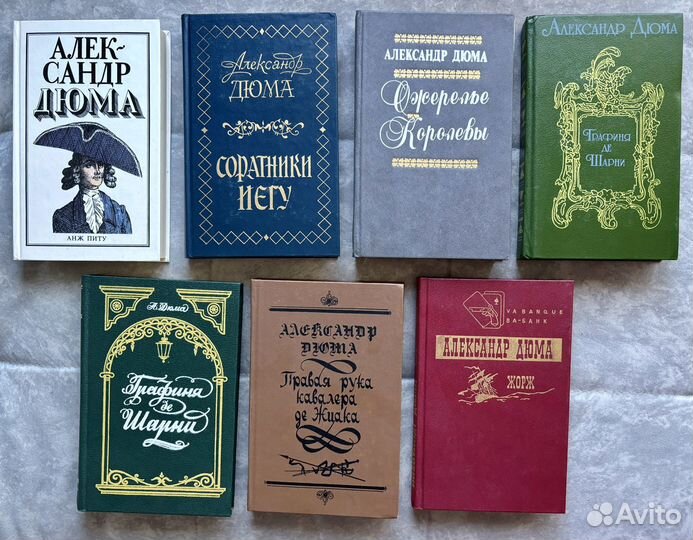 АЛЕК-
САНДР
ДЮМА
АНЖ ПИТУ
Александр
ДЮМА
СОРАТНИКИ
ИЕГУ
АЛЕКСАНДР ДЮМА
Ожерелье
Королевы
АЛЕКСАНДР ДЮМА
ГРАФИНЯ
ДЕ
ШАРНИ
А. Дюма
Графиня
де
Шарни
АЛЕКСАНДР
ДЮМА
Правая рука
кавалера
де Жиака
VA BANQUE
ВА-БАНК
АЛЕКСАНДР ДЮМА
ЖОРЖ
Avito